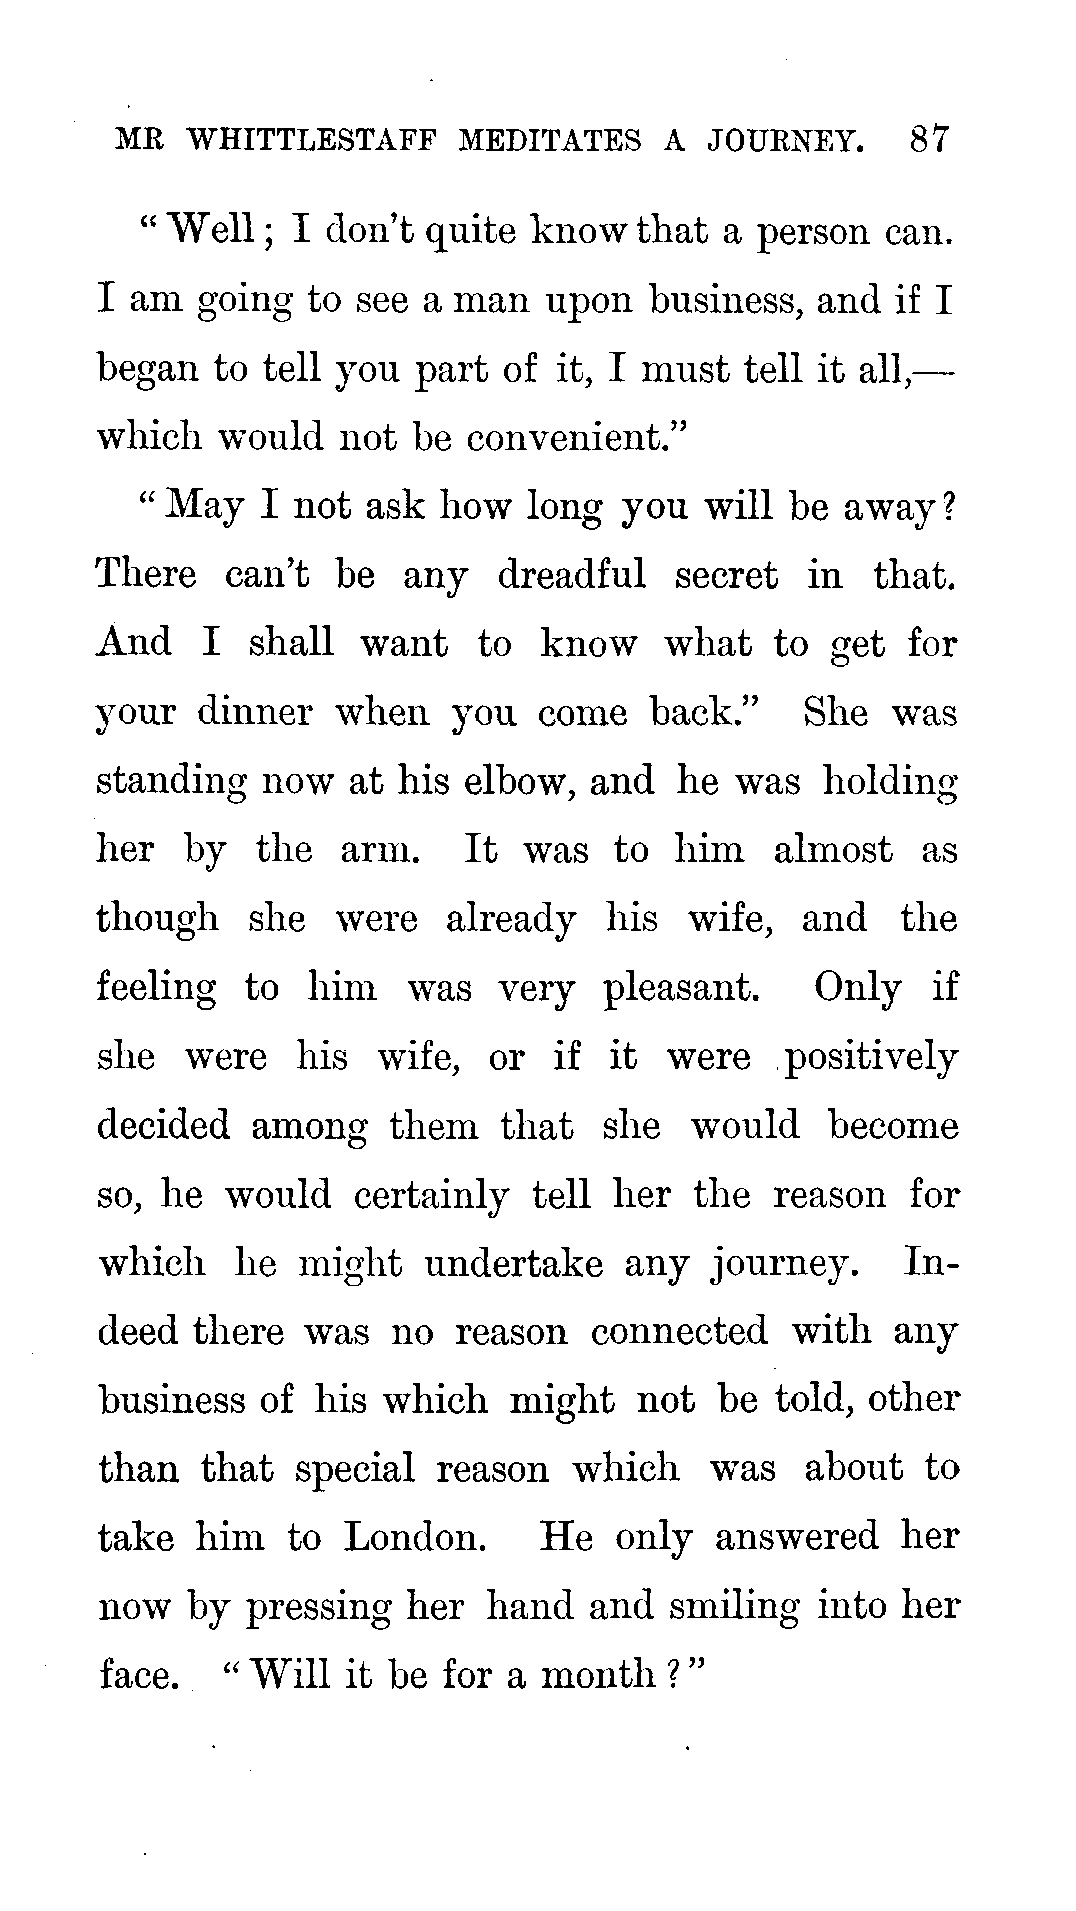 MR WHITTLESTAFF MEDITATES A JOURNEY. 87
“Well; I don’t quite know that a person can.
I am going to see a man upon business, and if I
began to tell you part of it, I must tell it all,—
which would not be convenient.”
“May I not ask how long you will be away?
There can’t be any dreadful secret in that.
And I shall want to know what to get for
your dinner when you come back.” She was
standing now at his elbow, and he was holding
her by the arm. It was to him almost as
though she were already his wife, and the
feeling to him was very pleasant. Only if
she were his wife, or if it were positively
decided among them that she would become
so, he would certainly tell her the reason for
which he might undertake any journey. In-
deed there was no reason connected with any
business of his which might not be told, other
than that special reason which was about to
take him to London. He only answered her
now by pressing her hand and smiling into her
face. “Will it be for a month?”